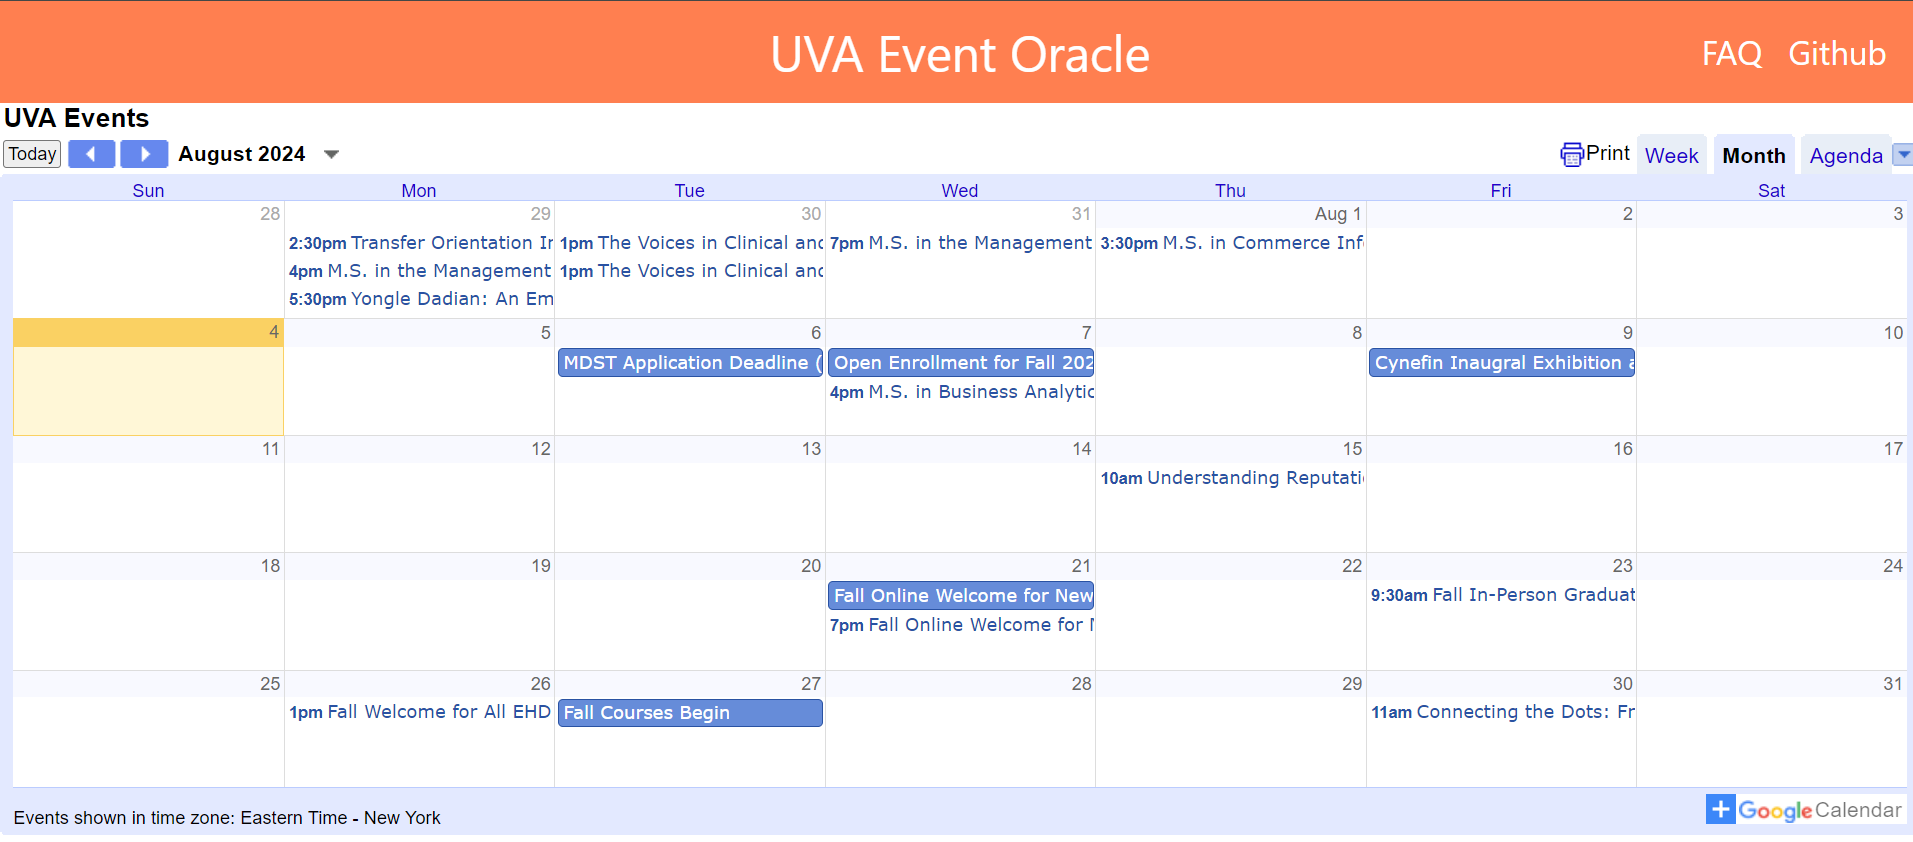 UVA Event Oracle
FAQ Github
UVA Events
Today August 2024 Print Week Month Agenda
Sun Mon Tue Wed Thu Fri Sat
28 29 30 31 Aug 1 2 3
2:30pm Transfer Orientation In 1pm The Voices in Clinical and 7pm M.S. in the Management 3:30pm M.S. in Commerce Inf
4pm M.S. in the Management 1pm The Voices in Clinical and
5:30pm Yongle Dadian: An Em
4 5 6 7 8 9 10
MDST Application Deadline ( Open Enrollment for Fall 202 Cynefin Inaugral Exhibition a
4pm M.S. in Business Analytic
11 12 13 14 15 16 17
10am Understanding Reputati
18 19 20 21 22 23 24
Fall Online Welcome for New 9:30am Fall In-Person Graduat
7pm Fall Online Welcome for N
25 26 27 28 29 30 31
1pm Fall Welcome for All EHD Fall Courses Begin 11am Connecting the Dots: Fr
Events shown in time zone: Eastern Time - New York
+ Google Calendar